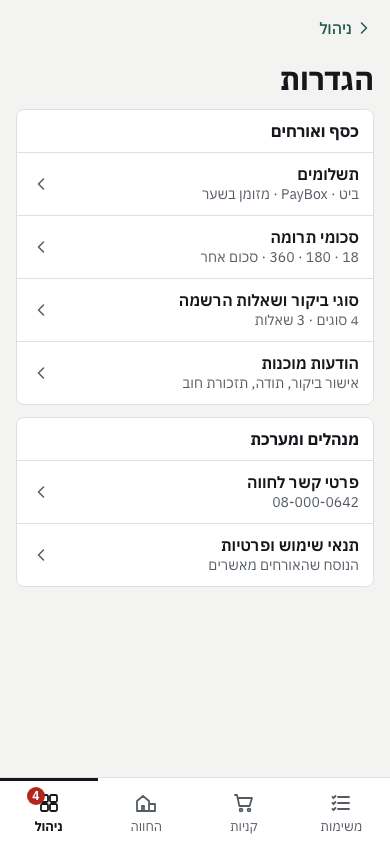 ניהול
הגדרות
כסף ואורחים
תשלומים
ביט · PayBox · מזומן בשער
סכומי תרומה
18 · 180 · 360 · סכום אחר
סוגי ביקור ושאלות הרשמה
4 סוגים · 3 שאלות
הודעות מוכנות
אישור ביקור, תודה, תזכורת חוב
מנהלים ומערכת
פרטי קשר לחווה
08-000-0642
תנאי שימוש ופרטיות
הנוסח שהאורחים מאשרים
משימות
קניות
החווה
4
ניהול